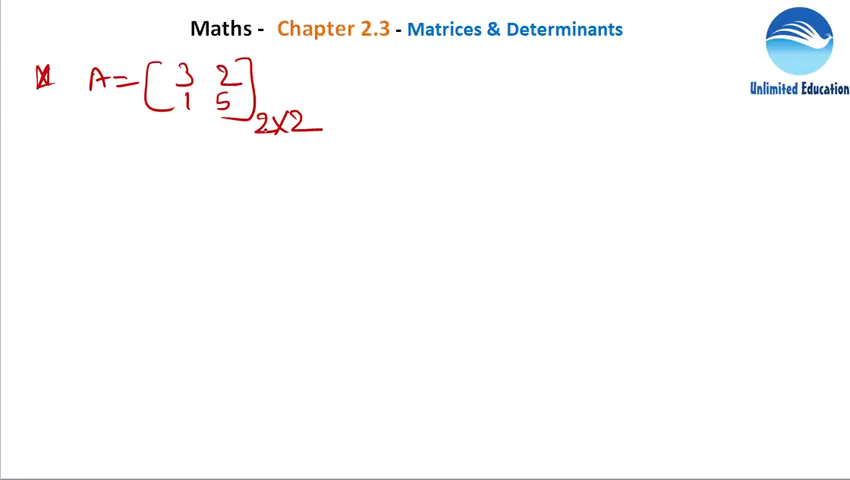 Maths - Chapter 2.3 - Matrices & Determinants
Unlimited Education
A = [3 2
1 5] 2×2